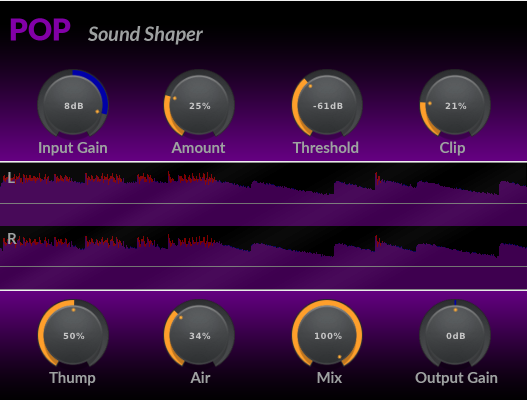 POP Sound Shaper
8dB 25% -61dB 21%
Input Gain Amount Threshold Clip
L
R
50% 34% 100% 0dB
Thump Air Mix Output Gain